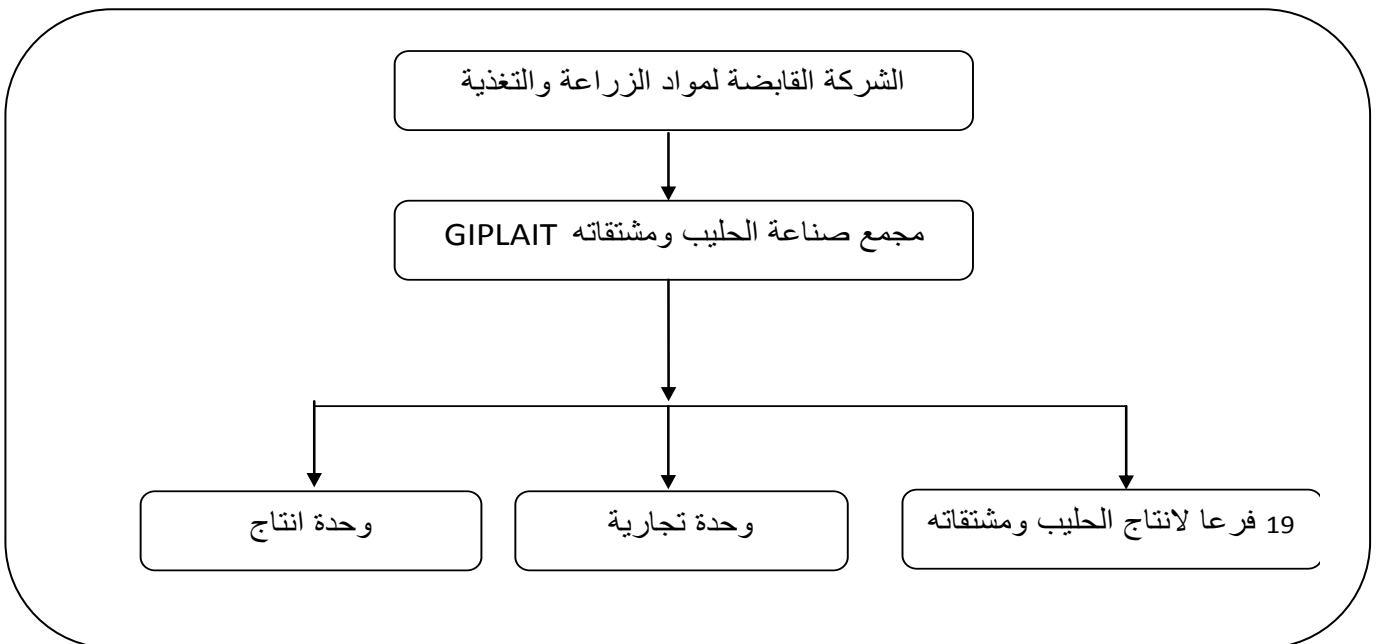 الشركة القابضة لمواد الزراعة والتغذية
مجمع صناعة الحليب ومشتقاته GIPLAIT
19 فرعا لانتاج الحليب ومشتقاته
وحدة تجارية
وحدة انتاج